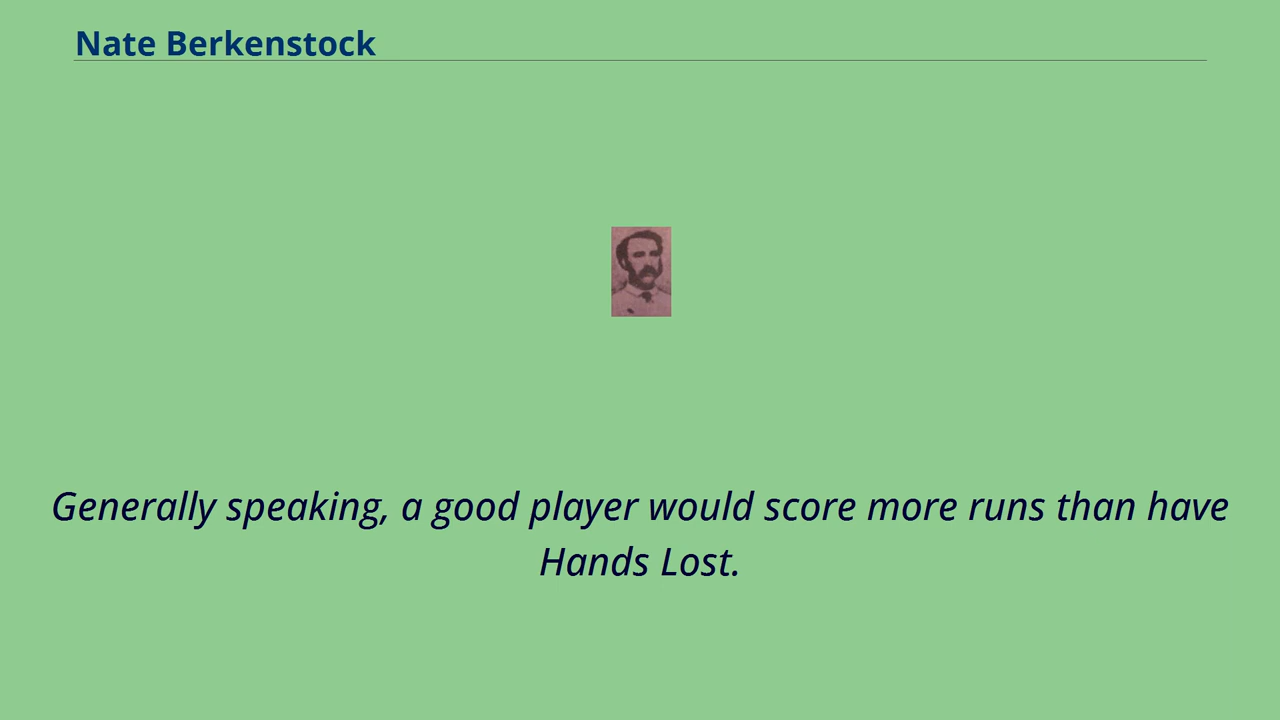 Nate Berkenstock
Generally speaking, a good player would score more runs than have
Hands Lost.